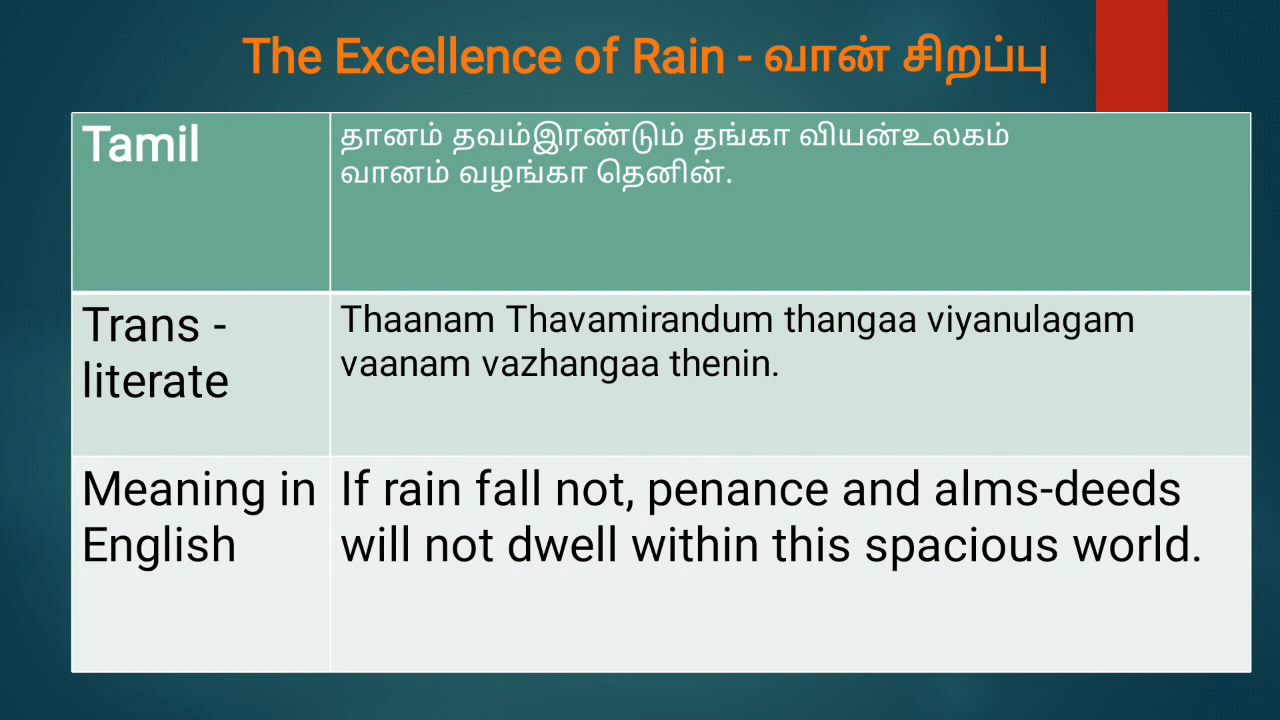 The Excellence of Rain - வான் சிறப்பு
Tamil
தானம் தவம்இரண்டும் தங்கா வியன்உலகம்
வானம் வழங்கா தெனின்.
Trans -
literate
Thaanam Thavamirandum thangaa viyanulagam
vaanam vazhangaa thenin.
Meaning in
English
If rain fall not, penance and alms-deeds
will not dwell within this spacious world.